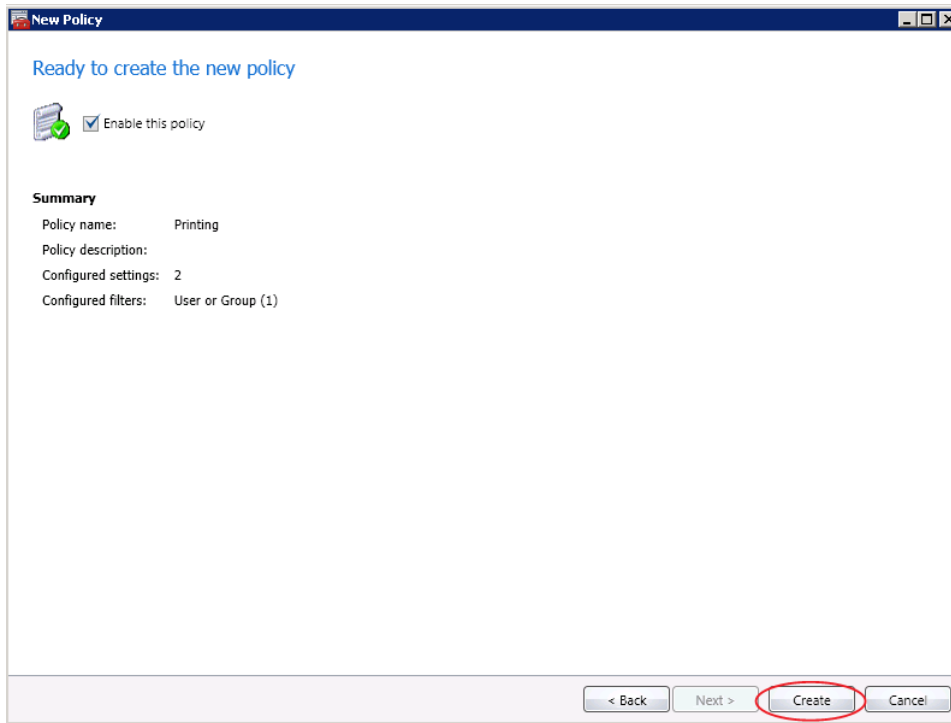 New Policy
Ready to create the new policy
Enable this policy
Summary
Policy name: Printing
Policy description:
Configured settings: 2
Configured filters: User or Group (1)
< Back Next > Create Cancel